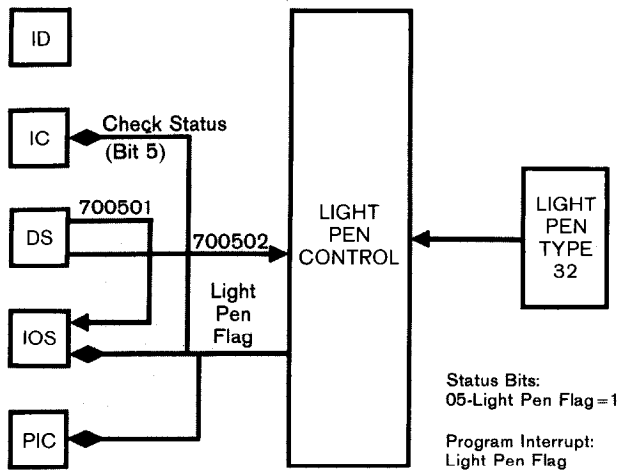 ID
IC
Check Status
(Bit 5)
700501
DS
700502
LIGHT
PEN
CONTROL
LIGHT
PEN
TYPE
32
Light
Pen
Flag
IOS
PIC
Status Bits:
05-Light Pen Flag=1
Program Interrupt:
Light Pen Flag